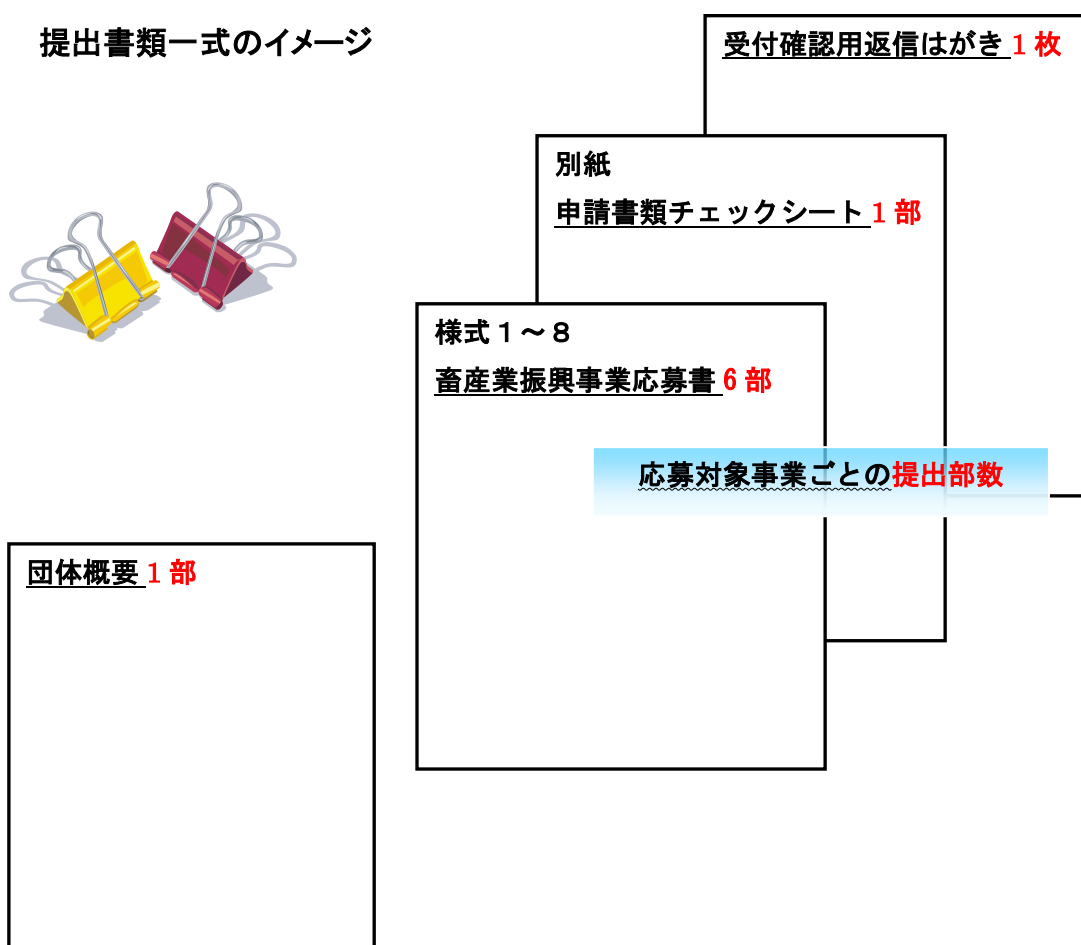 提出書類一式のイメージ
受付確認用返信はがき 1 枚
別紙
申請書類チェックシート 1 部
様式1~8
畜産業振興事業応募書 6 部
応募対象事業ごとの提出部数
団体概要 1 部